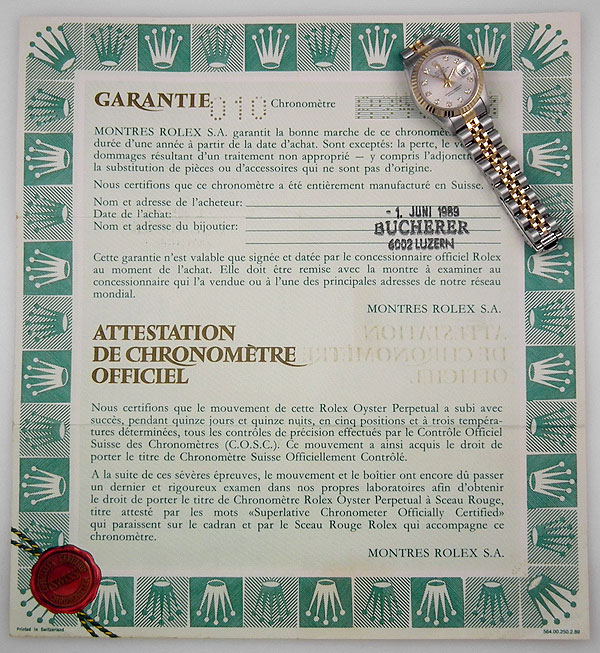 GARANTIE 010 Chronomètre
MONTRES ROLEX S.A. garantit la bonne marche de ce
durée d'une année à partir de la date d'achat. Sont exceptés: la perte, le
dommages résultant d'un traitement non approprié — y compris
la substitution de pièces ou d'accessoires qui ne sont pas d'origine.
Nous certifions que ce chronomètre a été entièrement manufacturé en Suisse.
Nom et adresse de l'acheteur:
Date de l'achat: - 1. JUNI 1989
Nom et adresse du bijoutier: BUCHERER
6002 LUZERN
Cette garantie n'est valable que signée et datée par le concessionnaire officiel Rolex
au moment de l'achat. Elle doit être remise avec la montre à examiner au
concessionnaire qui l'a vendue ou à l'une des principales adresses de notre réseau
mondial.
MONTRES ROLEX S.A.
ATTESTATION
DE CHRONOMÈTRE
OFFICIEL
Nous certifions que le mouvement de cette Rolex Oyster Perpetual a subi avec
succès, pendant quinze jours et quinze nuits, en cinq positions et à trois tempéra-
tures déterminées, tous les contrôles de précision effectués par le Contrôle Officiel
Suisse des Chronomètres (C.O.S.C.). Ce mouvement a ainsi acquis le droit de
porter le titre de Chronomètre Suisse Officiellement Contrôlé.
A la suite de ces sévères épreuves, le mouvement et le boîtier ont encore dû passer
un dernier et rigoureux examen dans nos propres laboratoires afin d'obtenir
le droit de porter le titre de Chronomètre Rolex Oyster Perpetual à Sceau Rouge,
titre attesté par les mots «Superlative Chronometer Officially Certified»
qui paraissent sur le cadran et par le Sceau Rouge Rolex qui accompagne ce
chronomètre.
MONTRES ROLEX S.A.
Printed in Switzerland
564.00.250.2.89